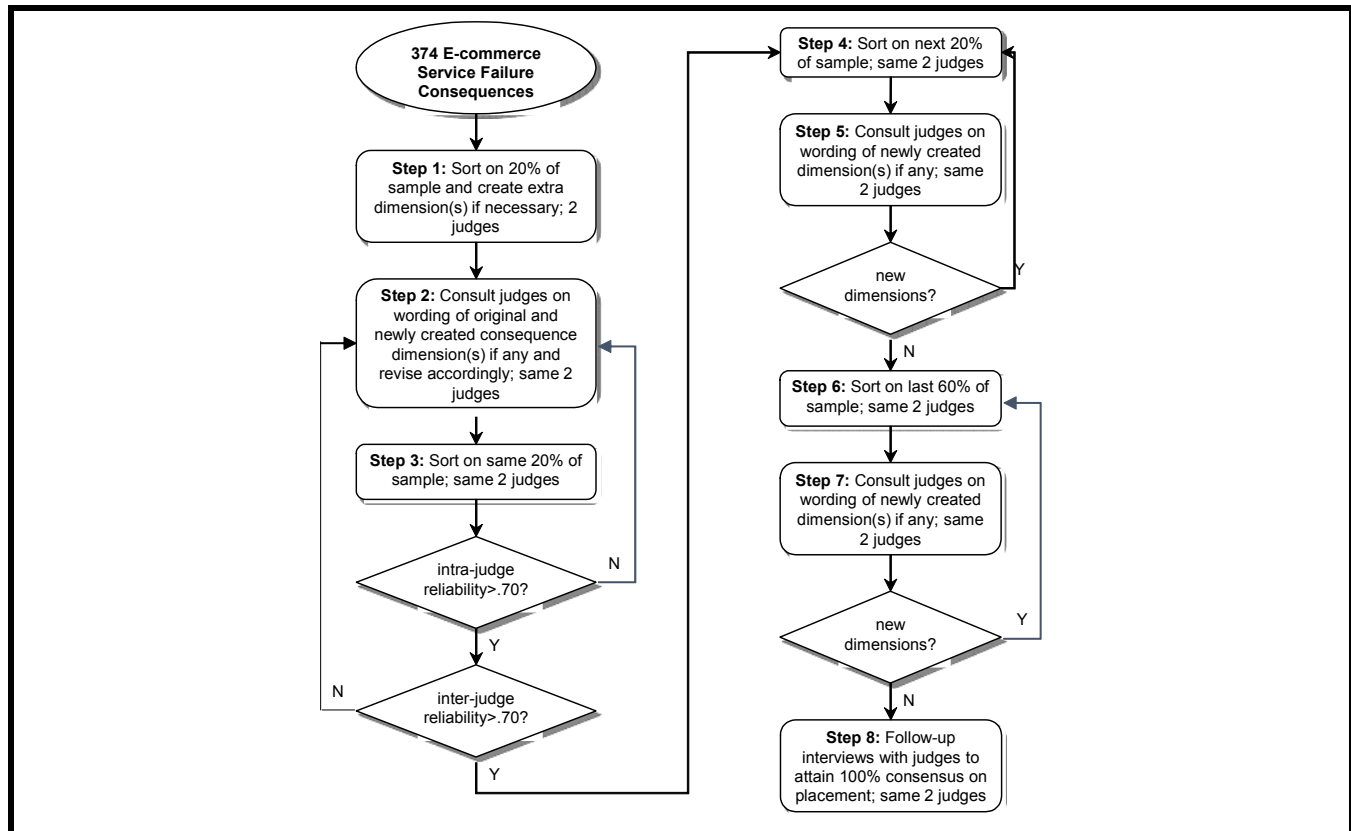 374 E-commerce
Service Failure
Consequences
Step 1: Sort on 20% of
sample and create extra
dimension(s) if necessary; 2
judges
Step 2: Consult judges on
wording of original and
newly created consequence
dimension(s) if any and
revise accordingly; same 2
judges
Step 3: Sort on same 20% of
sample; same 2 judges
intra-judge
reliability>.70?
N
Y
inter-judge
reliability>.70?
N
Y
Step 4: Sort on next 20%
of sample; same 2 judges
Step 5: Consult judges on
wording of newly created
dimension(s) if any; same
2 judges
new
dimensions?
Y
N
Step 6: Sort on last 60% of
sample; same 2 judges
Step 7: Consult judges on
wording of newly created
dimension(s) if any; same
2 judges
new
dimensions?
Y
N
Step 8: Follow-up
interviews with judges to
attain 100% consensus on
placement; same 2 judges